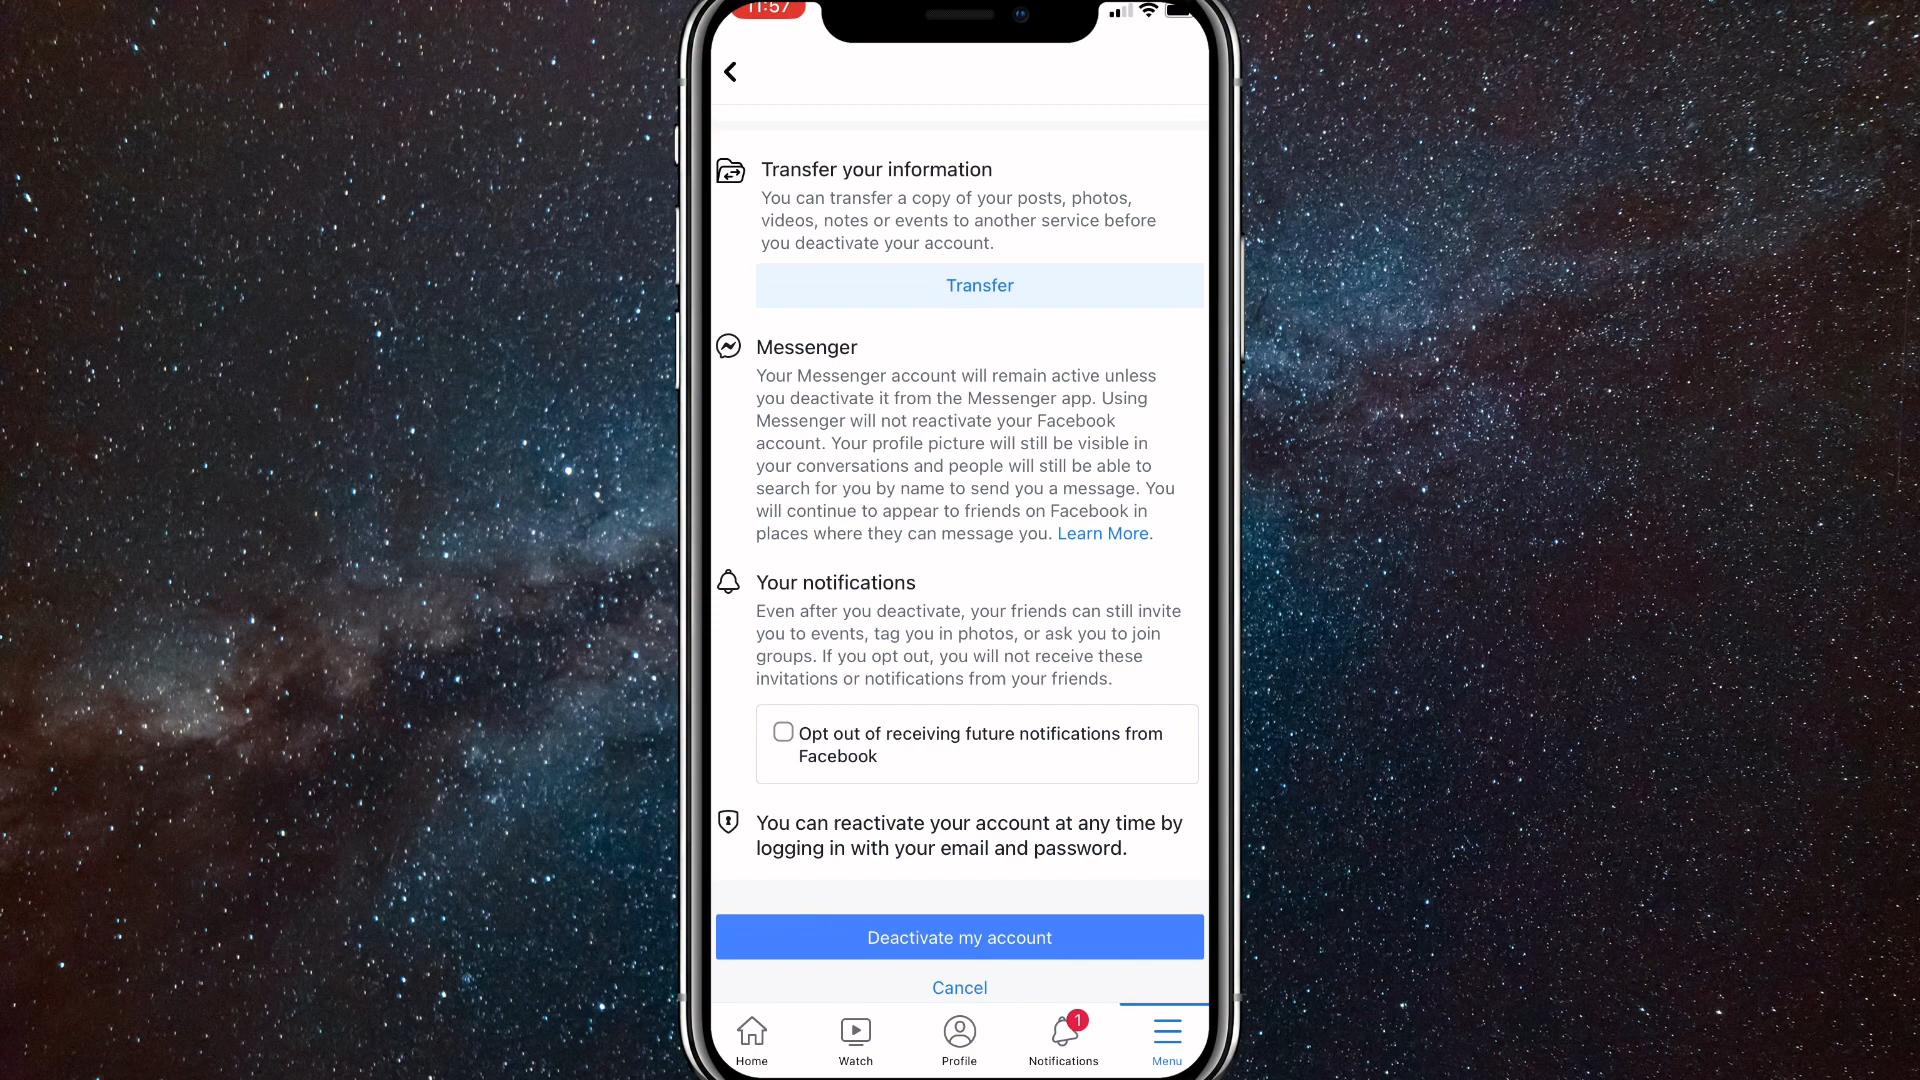 11:57
Transfer your information
You can transfer a copy of your posts, photos,
videos, notes or events to another service before
you deactivate your account.
Transfer
Messenger
Your Messenger account will remain active unless
you deactivate it from the Messenger app. Using
Messenger will not reactivate your Facebook
account. Your profile picture will still be visible in
your conversations and people will still be able to
search for you by name to send you a message. You
will continue to appear to friends on Facebook in
places where they can message you. Learn More.
Your notifications
Even after you deactivate, your friends can still invite
you to events, tag you in photos, or ask you to join
groups. If you opt out, you will not receive these
invitations or notifications from your friends.
Opt out of receiving future notifications from
Facebook
You can reactivate your account at any time by
logging in with your email and password.
Deactivate my account
Cancel
1
Home
Watch
Profile
Notifications
Menu